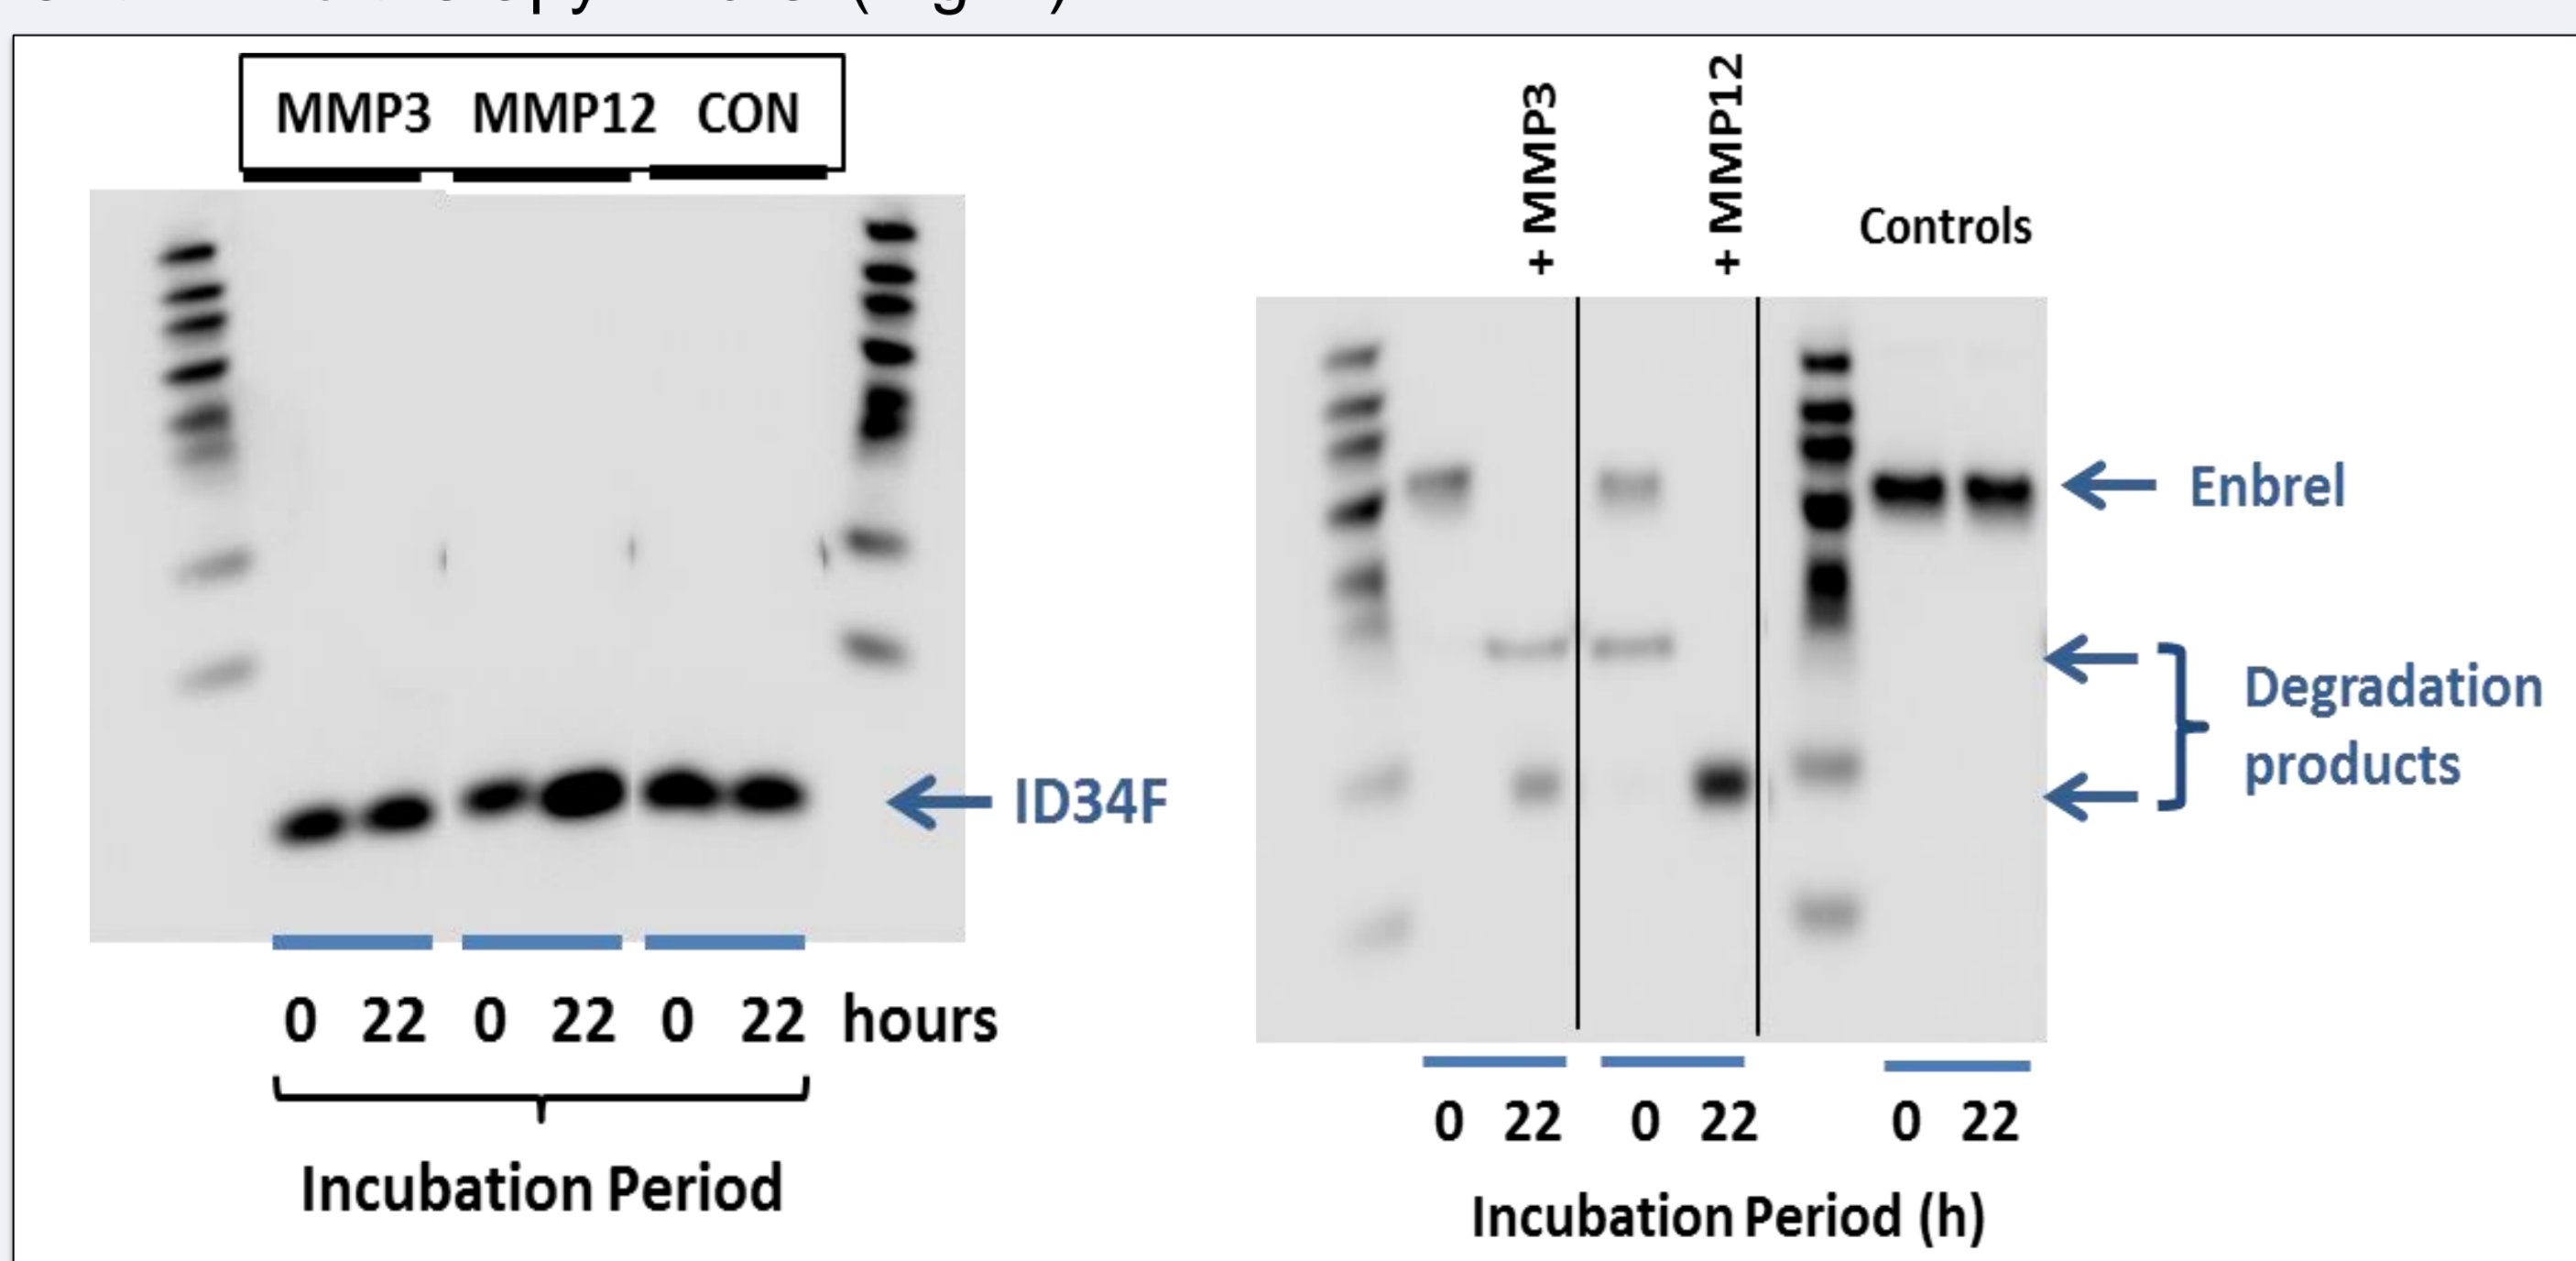 MMP3 MMP12 CON
ID34F
0 22 0 22 0 22 hours
Incubation Period
+ MMP3
+ MMP12
Controls
Enbrel
Degradation
products
0 22 0 22 0 22
Incubation Period (h)